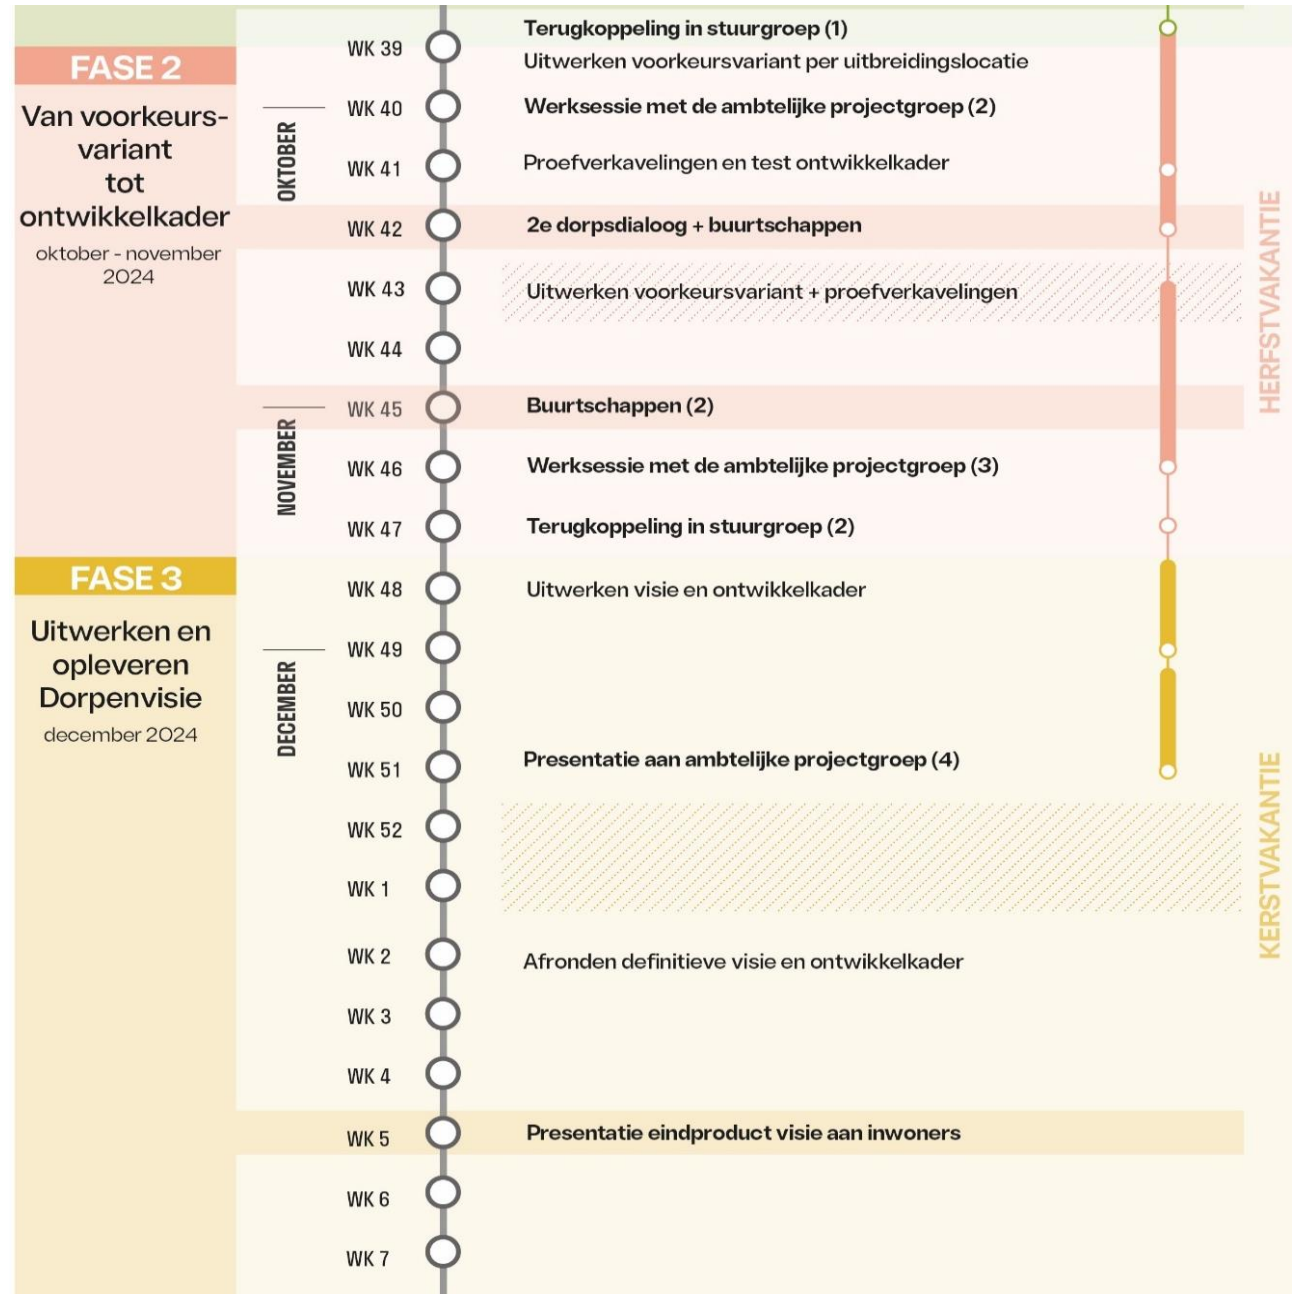 FASE 2
Van voorkeurs-
variant
tot
ontwikkelkader
oktober - november
2024
OKTOBER
NOVEMBER
WK 39
Terugkoppeling in stuurgroep (1)
Uitwerken voorkeursvariant per uitbreidingslocatie
WK 40
Werksessie met de ambtelijke projectgroep (2)
WK 41
Proefverkavelingen en test ontwikkelkader
WK 42
2e dorpsdialoog + buurtschappen
WK 43
Uitwerken voorkeursvariant + proefverkavelingen
WK 44
WK 45
Buurtschappen (2)
WK 46
Werksessie met de ambtelijke projectgroep (3)
WK 47
Terugkoppeling in stuurgroep (2)
HERFSTVAKANTIE
FASE 3
Uitwerken en
opleveren
Dorpenvisie
december 2024
DECEMBER
WK 48
Uitwerken visie en ontwikkelkader
WK 49
WK 50
WK 51
Presentatie aan ambtelijke projectgroep (4)
WK 52
WK 1
WK 2
Afronden definitieve visie en ontwikkelkader
WK 3
WK 4
WK 5
Presentatie eindproduct visie aan inwoners
WK 6
WK 7
KERSTVAKANTIE